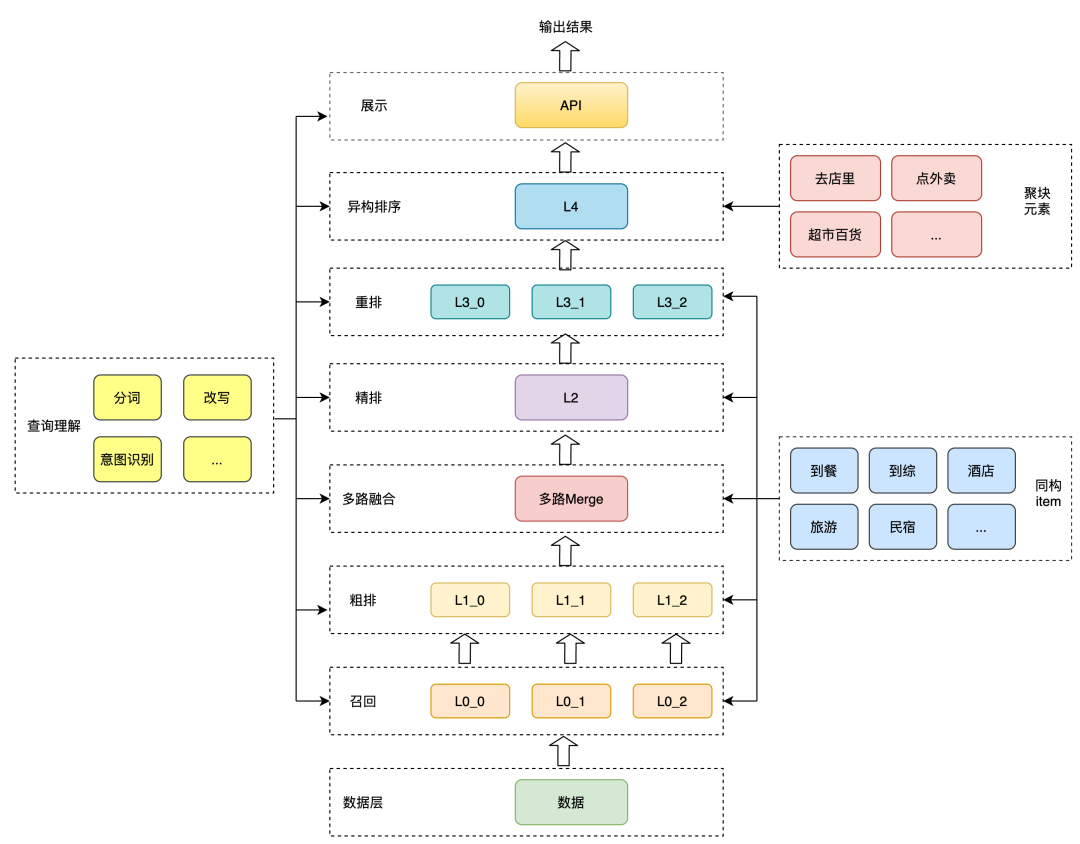 输出结果
展示
API
异构排序
L4
去店里
点外卖
聚块
元素
超市百货
...
重排
L3_0
L3_1
L3_2
精排
L2
查询理解
分词
改写
意图识别
...
多路融合
多路Merge
到餐
到综
酒店
同构
item
旅游
民宿
...
粗排
L1_0
L1_1
L1_2
召回
L0_0
L0_1
L0_2
数据层
数据